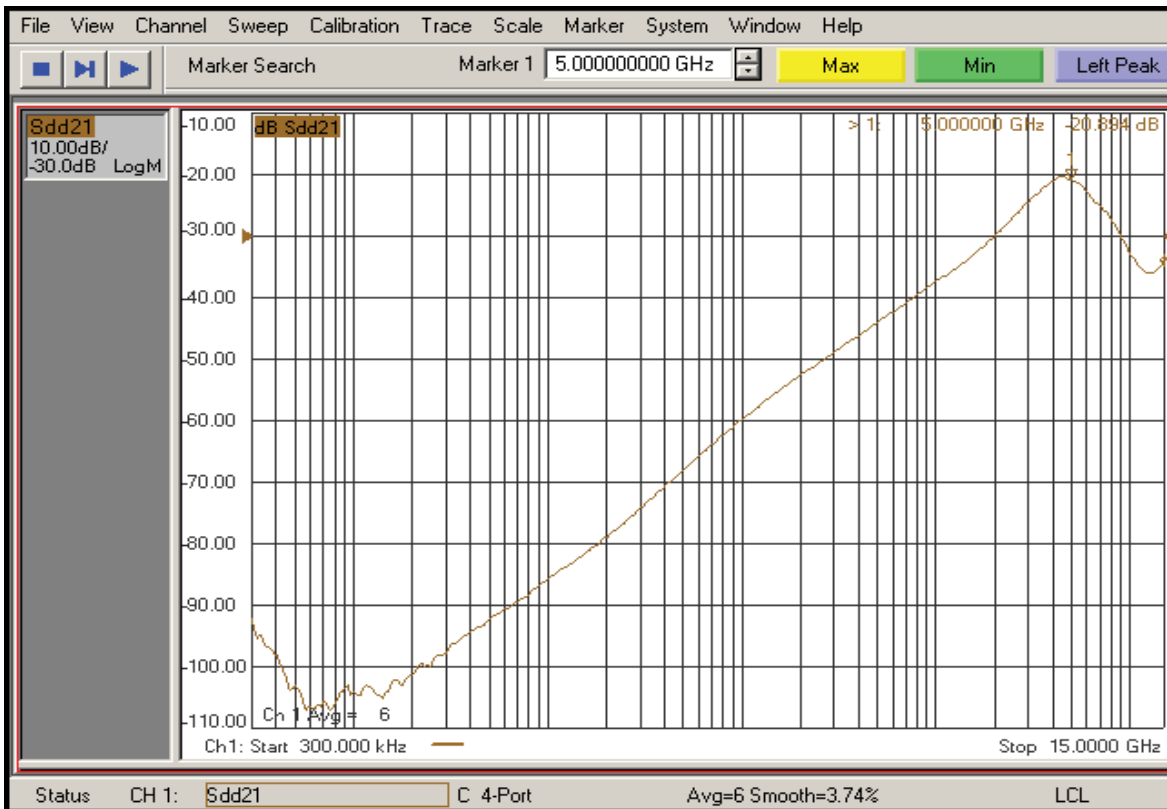 File View Channel Sweep Calibration Trace Scale Marker System Window Help
Marker Search Marker 1 5.000000000 GHz Max Min Left Peak
Sdd21
10.00dB/
-30.0dB LogM
dB Sdd21
> 1: 5.000000 GHz -20.894 dB
1
-10.00
-20.00
-30.00
-40.00
-50.00
-60.00
-70.00
-80.00
-90.00
-100.00
-110.00
Ch 1 Avg = 6
Ch1: Start 300.000 kHz Stop 15.0000 GHz
Status CH 1: Sdd21 C 4-Port Avg=6 Smooth=3.74% LCL